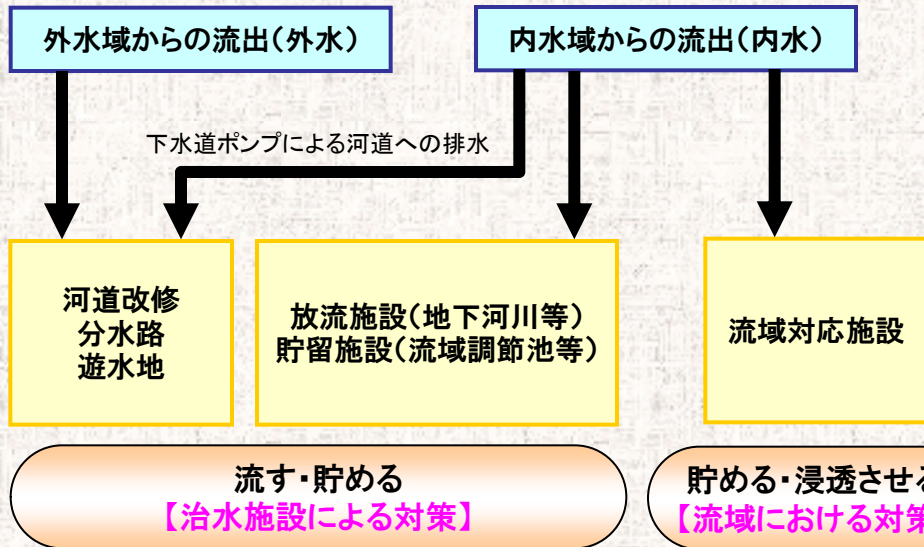 外水域からの流出(外水)
内水域からの流出(内水)
下水道ポンプによる河道への排水
河道改修
分水路
遊水地
放流施設(地下河川等)
貯留施設(流域調節池等)
流域対応施設
流す・貯める
【治水施設による対策】
貯める・浸透させる
【流域における対策